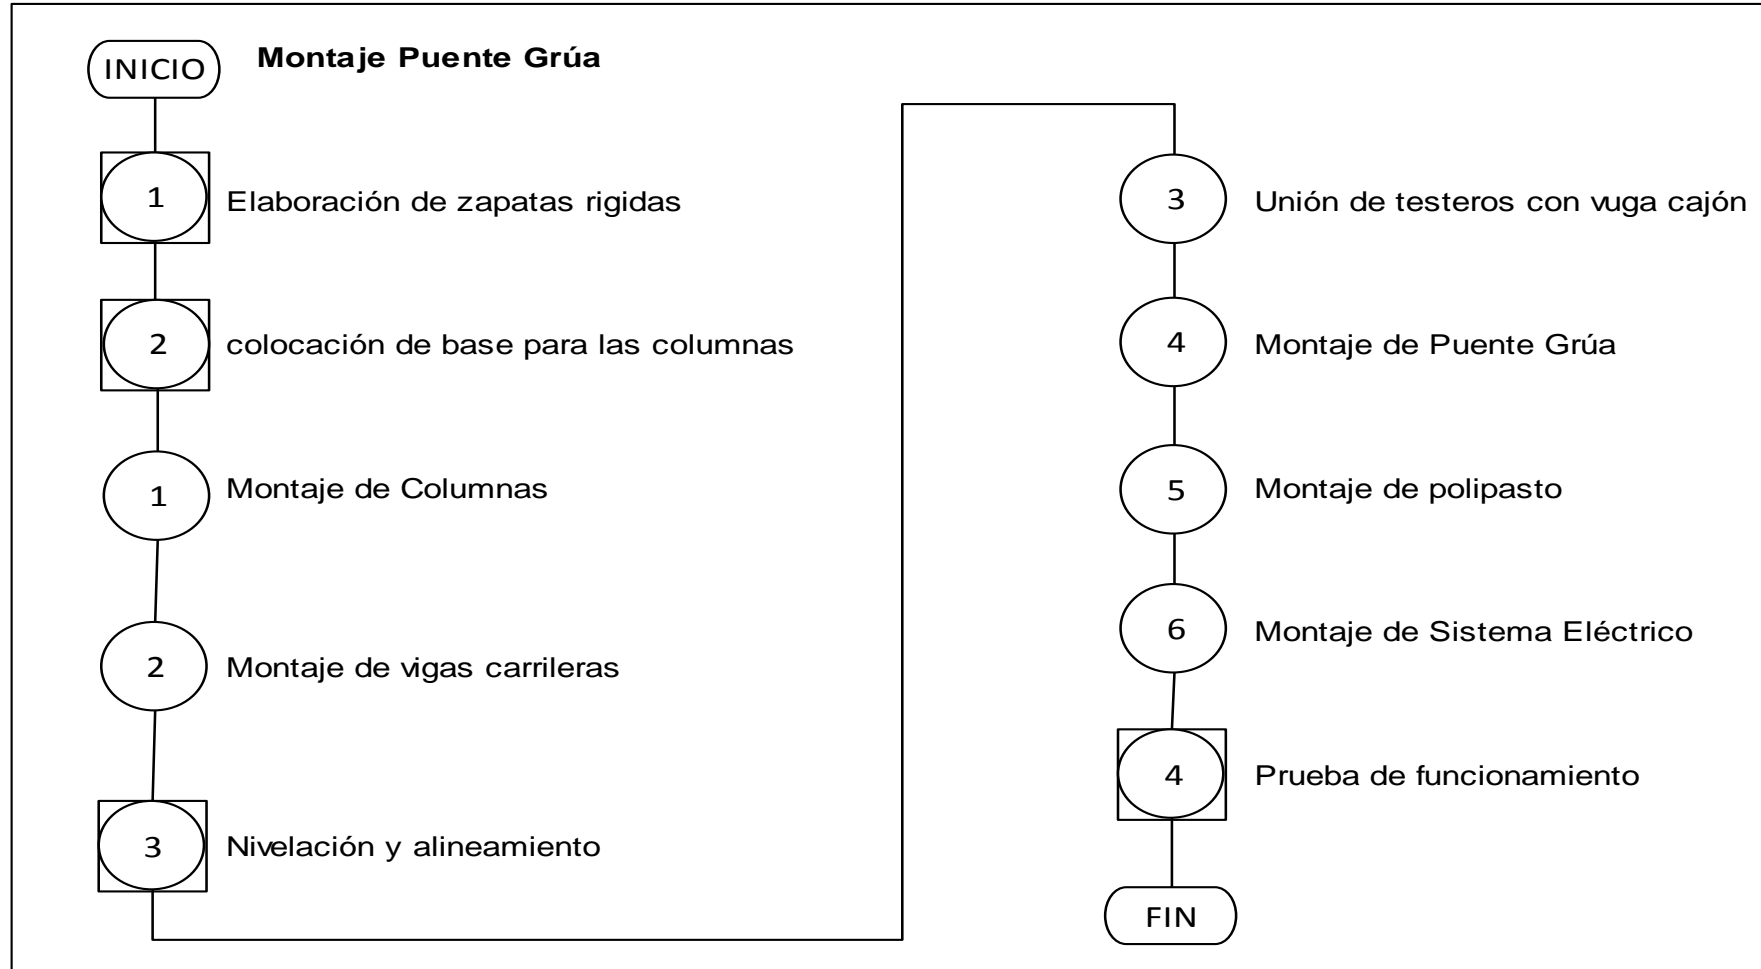 INICIO
Montaje Puente Grúa
1
Elaboración de zapatas rigidas
2
colocación de base para las columnas
1
Montaje de Columnas
2
Montaje de vigas carrileras
3
Nivelación y alineamiento
3
Unión de testeros con vuga cajón
4
Montaje de Puente Grúa
5
Montaje de polipasto
6
Montaje de Sistema Eléctrico
4
Prueba de funcionamiento
FIN